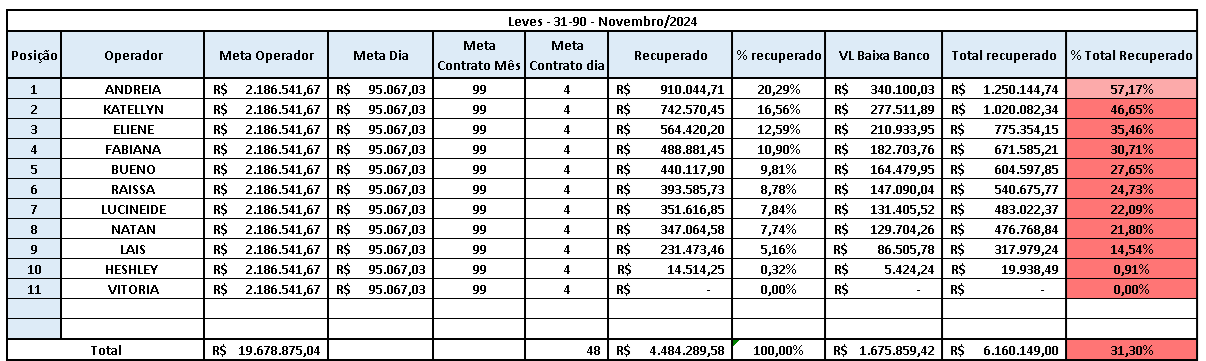 Leves - 31-90 - Novembro/2024
Posição Operador Meta Operador Meta Dia Meta Contrato Mês Meta Contrato dia Recuperado % recuperado VL Baixa Banco Total recuperado % Total Recuperado
1 ANDREIA R$ 2.186.541,67 R$ 95.067,03 99 4 R$ 910.044,71 20,29% R$ 340.100,03 R$ 1.250.144,74 57,17%
2 KATELLYN R$ 2.186.541,67 R$ 95.067,03 99 4 R$ 742.570,45 16,56% R$ 277.511,89 R$ 1.020.082,34 46,65%
3 ELIENE R$ 2.186.541,67 R$ 95.067,03 99 4 R$ 564.420,20 12,59% R$ 210.933,95 R$ 775.354,15 35,46%
4 FABIANA R$ 2.186.541,67 R$ 95.067,03 99 4 R$ 488.881,45 10,90% R$ 182.703,76 R$ 671.585,21 30,71%
5 BUENO R$ 2.186.541,67 R$ 95.067,03 99 4 R$ 440.117,90 9,81% R$ 164.479,95 R$ 604.597,85 27,65%
6 RAISSA R$ 2.186.541,67 R$ 95.067,03 99 4 R$ 393.585,73 8,78% R$ 147.090,04 R$ 540.675,77 24,73%
7 LUCINEIDE R$ 2.186.541,67 R$ 95.067,03 99 4 R$ 351.616,85 7,84% R$ 131.405,52 R$ 483.022,37 22,09%
8 NATAN R$ 2.186.541,67 R$ 95.067,03 99 4 R$ 347.064,58 7,74% R$ 129.704,26 R$ 476.768,84 21,80%
9 LAIS R$ 2.186.541,67 R$ 95.067,03 99 4 R$ 231.473,46 5,16% R$ 86.505,78 R$ 317.979,24 14,54%
10 HESHLEY R$ 2.186.541,67 R$ 95.067,03 99 4 R$ 14.514,25 0,32% R$ 5.424,24 R$ 19.938,49 0,91%
11 VITORIA R$ 2.186.541,67 R$ 95.067,03 99 4 R$ - 0,00% R$ - R$ - 0,00%
Total R$ 19.678.875,04 48 R$ 4.484.289,58 100,00% R$ 1.675.859,42 R$ 6.160.149,00 31,30%